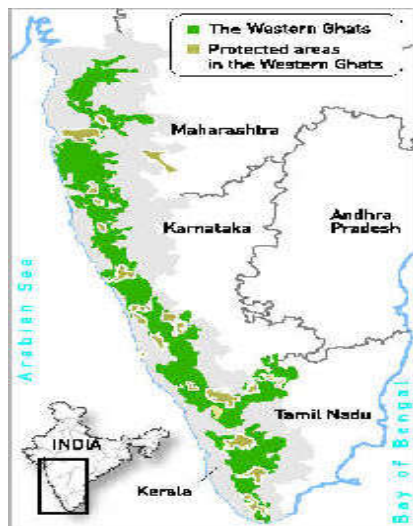 The Western Ghats
Protected areas
in the Western Ghats
Maharashtra
Karnataka
Andhra
Pradesh
Arabian Sea
Tamil Nadu
Bay of Bengal
INDIA
Kerala